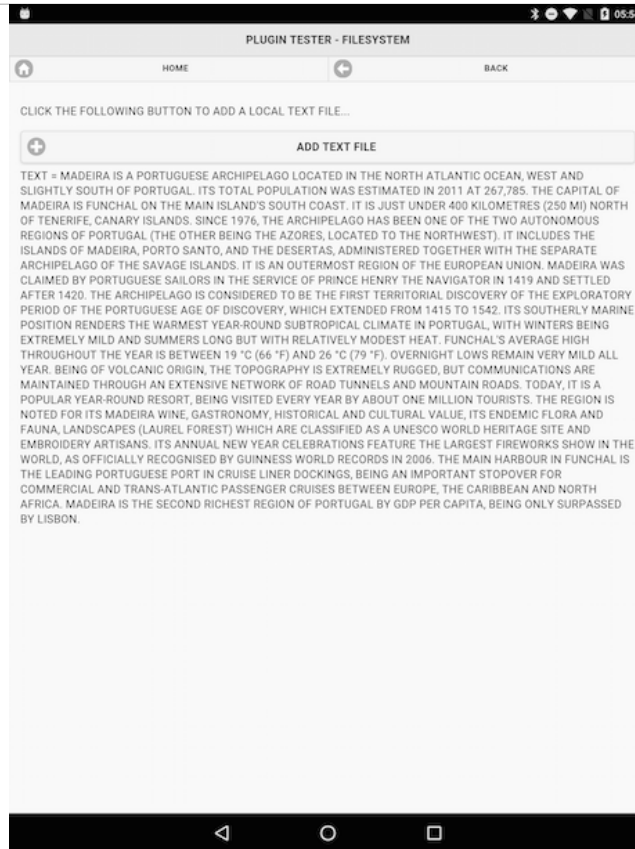 05:5
PLUGIN TESTER - FILESYSTEM
HOME
BACK
CLICK THE FOLLOWING BUTTON TO ADD A LOCAL TEXT FILE...
ADD TEXT FILE
TEXT = MADEIRA IS A PORTUGUESE ARCHIPELAGO LOCATED IN THE NORTH ATLANTIC OCEAN, WEST AND
SLIGHTLY SOUTH OF PORTUGAL. ITS TOTAL POPULATION WAS ESTIMATED IN 2011 AT 267,785. THE CAPITAL OF
MADEIRA IS FUNCHAL ON THE MAIN ISLAND'S SOUTH COAST. IT IS JUST UNDER 400 KILOMETRES (250 MI) NORTH
OF TENERIFE, CANARY ISLANDS. SINCE 1976, THE ARCHIPELAGO HAS BEEN ONE OF THE TWO AUTONOMOUS
REGIONS OF PORTUGAL (THE OTHER BEING THE AZORES, LOCATED TO THE NORTHWEST). IT INCLUDES THE
ISLANDS OF MADEIRA, PORTO SANTO, AND THE DESERTAS, ADMINISTERED TOGETHER WITH THE SEPARATE
ARCHIPELAGO OF THE SAVAGE ISLANDS. IT IS AN OUTERMOST REGION OF THE EUROPEAN UNION. MADEIRA WAS
CLAIMED BY PORTUGUESE SAILORS IN THE SERVICE OF PRINCE HENRY THE NAVIGATOR IN 1419 AND SETTLED
AFTER 1420. THE ARCHIPELAGO IS CONSIDERED TO BE THE FIRST TERRITORIAL DISCOVERY OF THE EXPLORATORY
PERIOD OF THE PORTUGUESE AGE OF DISCOVERY, WHICH EXTENDED FROM 1415 TO 1542. ITS SOUTHERLY MARINE
POSITION RENDERS THE WARMEST YEAR-ROUND SUBTROPICAL CLIMATE IN PORTUGAL, WITH WINTERS BEING
EXTREMELY MILD AND SUMMERS LONG BUT WITH RELATIVELY MODEST HEAT. FUNCHAL'S AVERAGE HIGH
THROUGHOUT THE YEAR IS BETWEEN 19 °C (66 °F) AND 26 °C (79 °F). OVERNIGHT LOWS REMAIN VERY MILD ALL
YEAR. BEING OF VOLCANIC ORIGIN, THE TOPOGRAPHY IS EXTREMELY RUGGED, BUT COMMUNICATIONS ARE
MAINTAINED THROUGH AN EXTENSIVE NETWORK OF ROAD TUNNELS AND MOUNTAIN ROADS. TODAY, IT IS A
POPULAR YEAR-ROUND RESORT, BEING VISITED EVERY YEAR BY ABOUT ONE MILLION TOURISTS. THE REGION IS
NOTED FOR ITS MADEIRA WINE, GASTRONOMY, HISTORICAL AND CULTURAL VALUE, ITS ENDEMIC FLORA AND
FAUNA, LANDSCAPES (LAUREL FOREST) WHICH ARE CLASSIFIED AS A UNESCO WORLD HERITAGE SITE AND
EMBROIDERY ARTISANS. ITS ANNUAL NEW YEAR CELEBRATIONS FEATURE THE LARGEST FIREWORKS SHOW IN THE
WORLD, AS OFFICIALLY RECOGNISED BY GUINNESS WORLD RECORDS IN 2006. THE MAIN HARBOUR IN FUNCHAL IS
THE LEADING PORTUGUESE PORT IN CRUISE LINER DOCKINGS, BEING AN IMPORTANT STOPOVER FOR
COMMERCIAL AND TRANS-ATLANTIC PASSENGER CRUISES BETWEEN EUROPE, THE CARIBBEAN AND NORTH
AFRICA. MADEIRA IS THE SECOND RICHEST REGION OF PORTUGAL BY GDP PER CAPITA, BEING ONLY SURPASSED
BY LISBON.